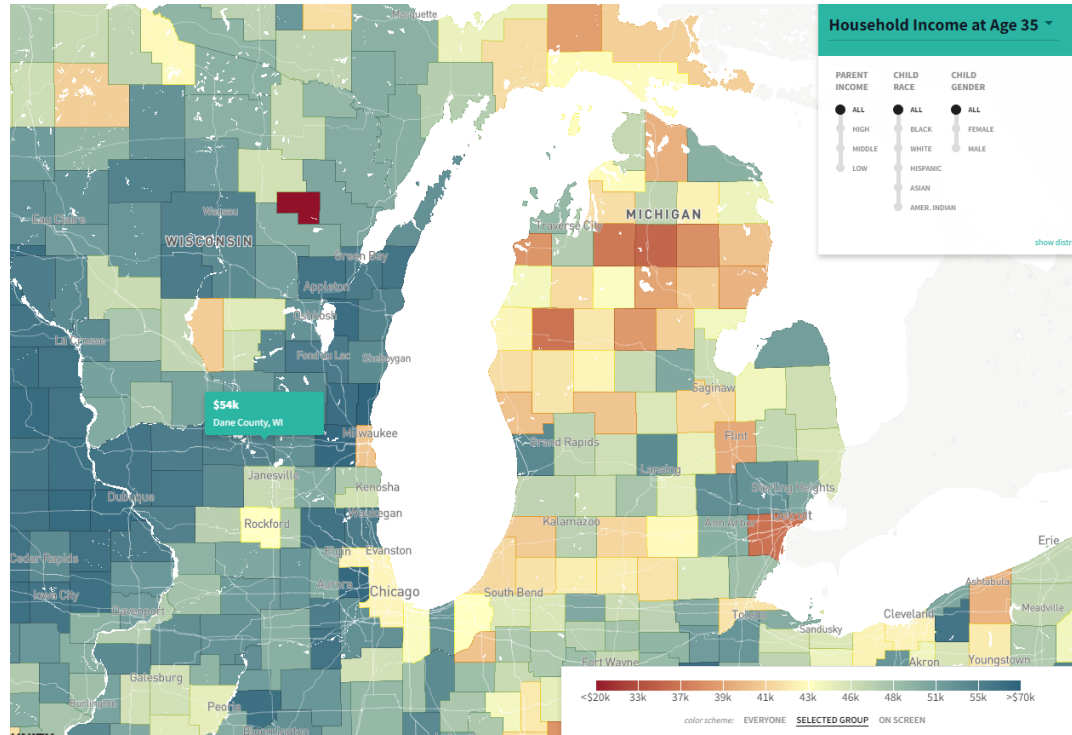 Marquette
Household Income at Age 35
PARENT INCOME
CHILD RACE
CHILD GENDER
ALL
ALL
ALL
HIGH
BLACK
FEMALE
MIDDLE
WHITE
MALE
LOW
HISPANIC
ASIAN
AMER. INDIAN
show distr
Eau Claire
Wausau
WISCONSIN
MICHIGAN
Traverse City
Green Bay
Appleton
Oshkosh
La Crosse
Fond du Lac
Sheboygan
Saginaw
$54k
Dane County, WI
Milwaukee
Grand Rapids
Flint
Lansing
Janesville
Kenosha
Sterling Heights
Dubuque
Waukegan
Rockford
Kalamazoo
Ann Arbor
Detroit
Elgin
Evanston
Erie
Cedar Rapids
Aurora
Chicago
South Bend
Ashtabula
Iowa City
Meadville
Davenport
Toledo
Cleveland
Sandusky
Fort Wayne
Akron
Youngstown
Galesburg
Burlington
Peoria
Bloomington
<$20k 33k 37k 39k 41k 43k 46k 48k 51k 55k >$70k
color scheme: EVERYONE SELECTED GROUP ON SCREEN